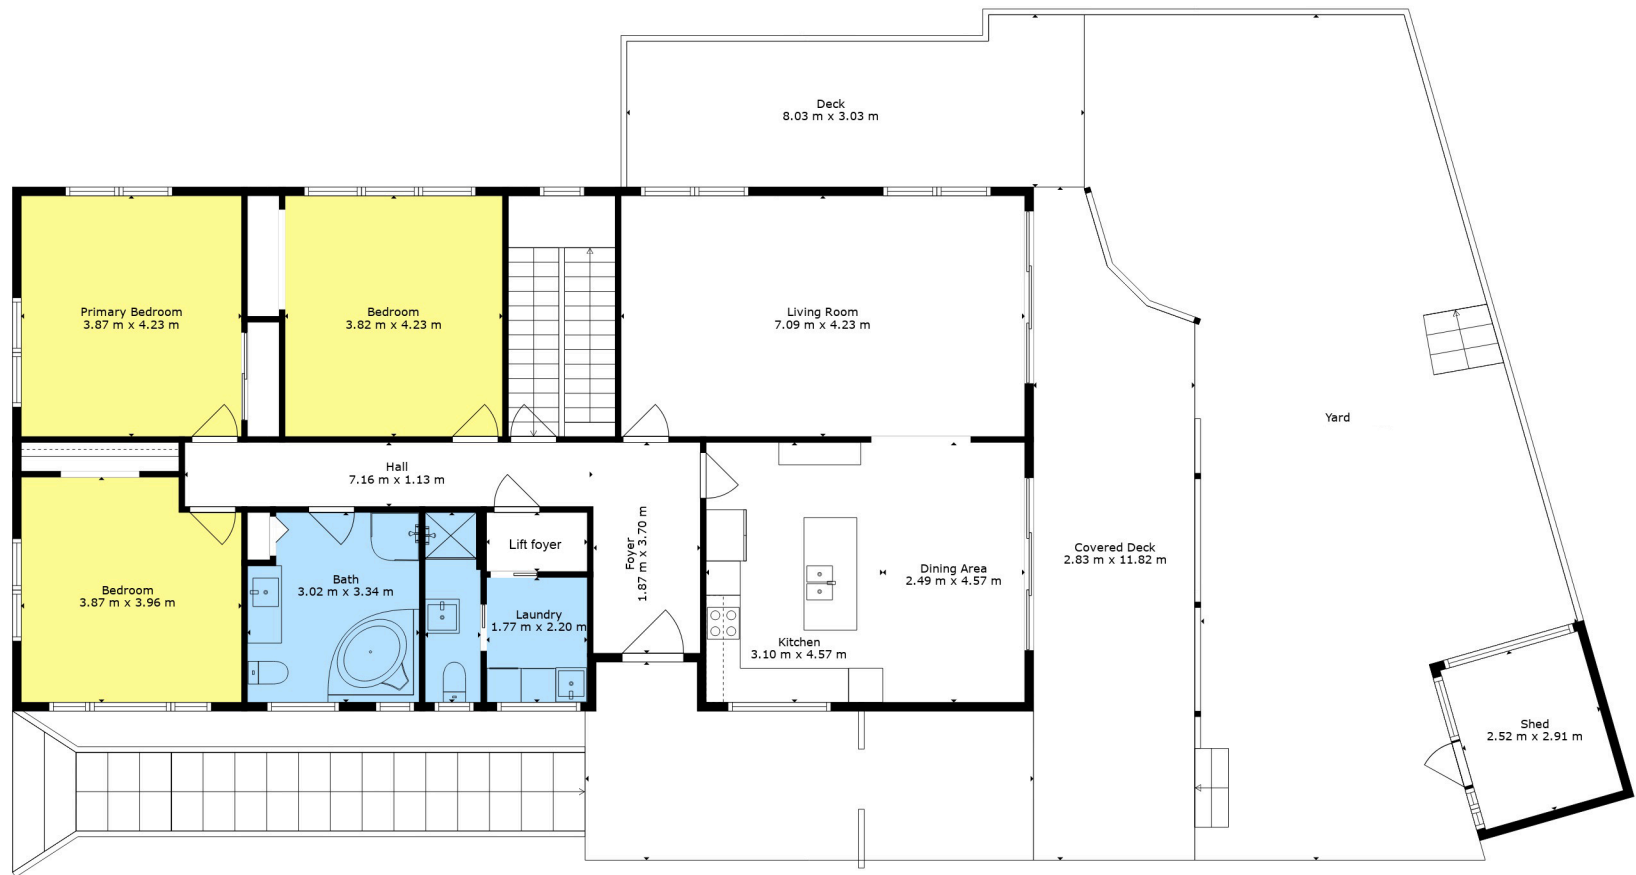 Deck
8.03 m x 3.03 m
Primary Bedroom
3.87 m x 4.23 m
Bedroom
3.82 m x 4.23 m
Living Room
7.09 m x 4.23 m
Yard
Hall
7.16 m x 1.13 m
Lift foyer
Foyer
1.87 m x 3.70 m
Covered Deck
2.83 m x 11.82 m
Dining Area
2.49 m x 4.57 m
Bedroom
3.87 m x 3.96 m
Bath
3.02 m x 3.34 m
Laundry
1.77 m x 2.20 m
Kitchen
3.10 m x 4.57 m
Shed
2.52 m x 2.91 m